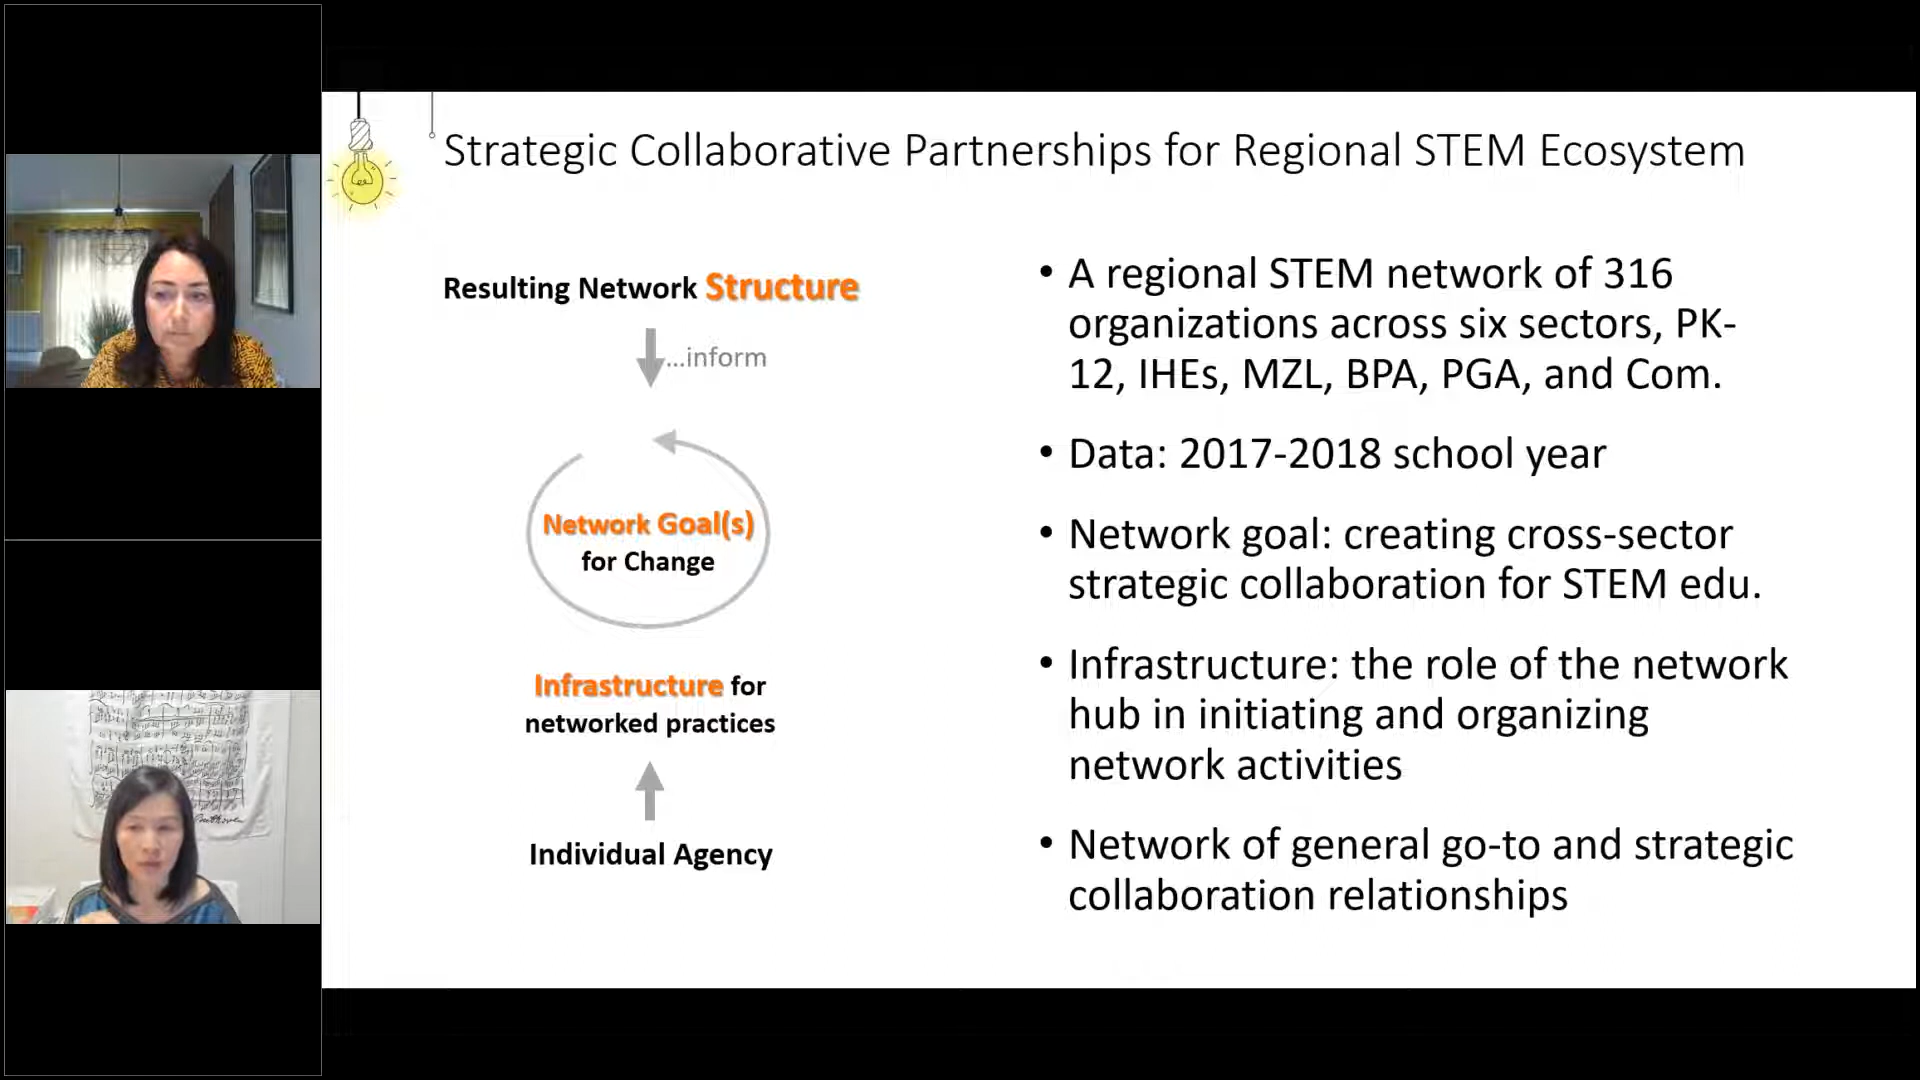 Strategic Collaborative Partnerships for Regional STEM Ecosystem
Resulting Network Structure
...inform
Network Goal(s)
for Change
Infrastructure for
networked practices
Individual Agency
• A regional STEM network of 316
organizations across six sectors, PK-
12, IHEs, MZL, BPA, PGA, and Com.
• Data: 2017-2018 school year
• Network goal: creating cross-sector
strategic collaboration for STEM edu.
• Infrastructure: the role of the network
hub in initiating and organizing
network activities
• Network of general go-to and strategic
collaboration relationships
Beethoven